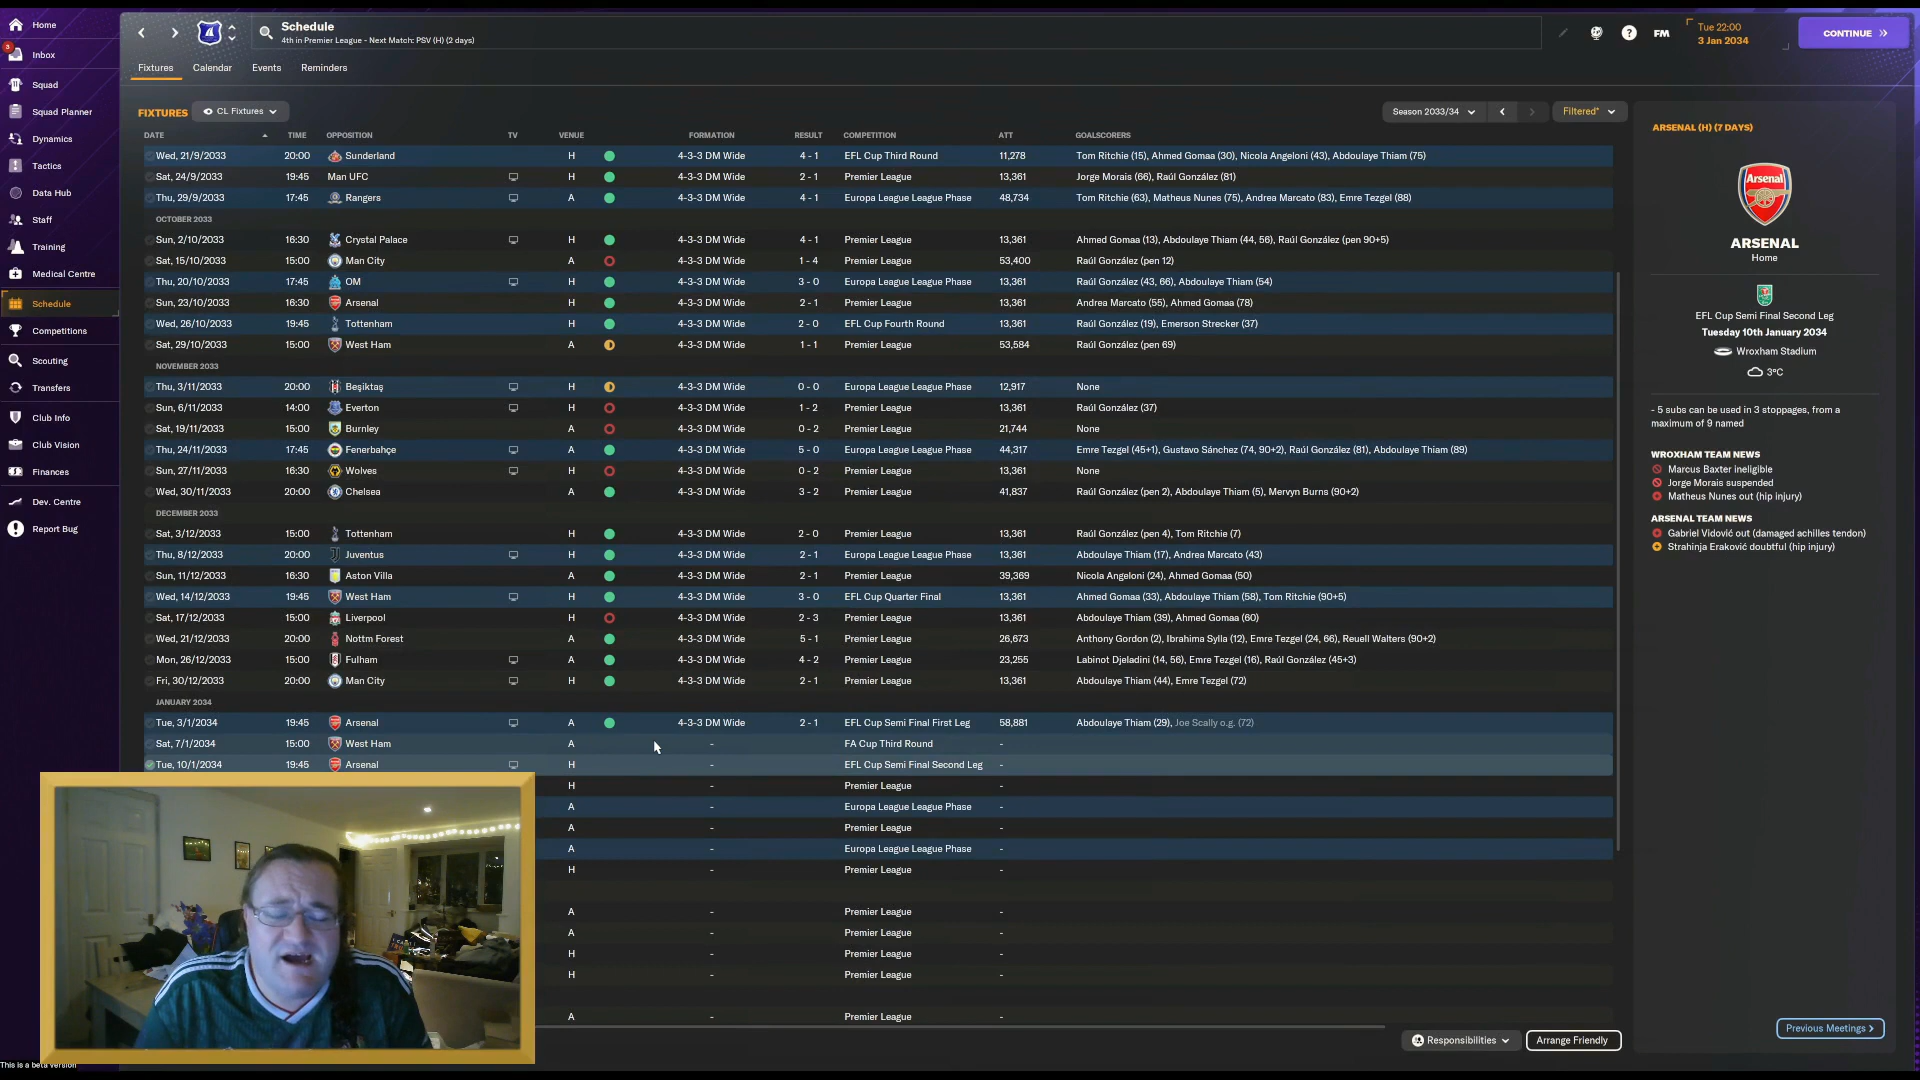 Home
Schedule
4th in Premier League - Next Match: PSV (H) (2 days)
FM
Tue 22:00
3 Jan 2034
CONTINUE
3
Inbox
Squad
Squad Planner
Dynamics
Tactics
Data Hub
Staff
Training
Medical Centre
Schedule
Competitions
Scouting
Transfers
Club Info
Club Vision
Finances
Dev. Centre
Report Bug
Fixtures Calendar Events Reminders
FIXTURES CL Fixtures Season 2033/34 Filtered*
DATE TIME OPPOSITION TV VENUE FORMATION RESULT COMPETITION ATT GOALSCORERS
Wed, 21/9/2033 20:00 Sunderland H 4-3-3 DM Wide 4 - 1 EFL Cup Third Round 11,278 Tom Ritchie (15), Ahmed Gomaa (30), Nicola Angeloni (43), Abdoulaye Thiam (75)
Sat, 24/9/2033 19:45 Man UFC H 4-3-3 DM Wide 2 - 1 Premier League 13,361 Jorge Morais (66), Raúl González (81)
Thu, 29/9/2033 17:45 Rangers A 4-3-3 DM Wide 4 - 1 Europa League League Phase 48,734 Tom Ritchie (63), Matheus Nunes (75), Andrea Marcato (83), Emre Tezgel (88)
OCTOBER 2033
Sun, 2/10/2033 16:30 Crystal Palace H 4-3-3 DM Wide 4 - 1 Premier League 13,361 Ahmed Gomaa (13), Abdoulaye Thiam (44, 56), Raúl González (pen 90+5)
Sat, 15/10/2033 15:00 Man City A 4-3-3 DM Wide 1 - 4 Premier League 53,400 Raúl González (pen 12)
Thu, 20/10/2033 17:45 OM H 4-3-3 DM Wide 3 - 0 Europa League League Phase 13,361 Raúl González (43, 66), Abdoulaye Thiam (54)
Sun, 23/10/2033 16:30 Arsenal H 4-3-3 DM Wide 2 - 1 Premier League 13,361 Andrea Marcato (55), Ahmed Gomaa (78)
Wed, 26/10/2033 19:45 Tottenham H 4-3-3 DM Wide 2 - 0 EFL Cup Fourth Round 13,361 Raúl González (19), Emerson Strecker (37)
Sat, 29/10/2033 15:00 West Ham A 4-3-3 DM Wide 1 - 1 Premier League 53,584 Raúl González (pen 69)
NOVEMBER 2033
Thu, 3/11/2033 20:00 Beşiktaş H 4-3-3 DM Wide 0 - 0 Europa League League Phase 12,917 None
Sun, 6/11/2033 14:00 Everton H 4-3-3 DM Wide 1 - 2 Premier League 13,361 Raúl González (37)
Sat, 19/11/2033 15:00 Burnley A 4-3-3 DM Wide 0 - 2 Premier League 21,744 None
Thu, 24/11/2033 17:45 Fenerbahçe A 4-3-3 DM Wide 5 - 0 Europa League League Phase 44,317 Emre Tezgel (45+1), Gustavo Sánchez (74, 90+2), Raúl González (81), Abdoulaye Thiam (89)
Sun, 27/11/2033 16:30 Wolves H 4-3-3 DM Wide 0 - 2 Premier League 13,361 None
Wed, 30/11/2033 20:00 Chelsea A 4-3-3 DM Wide 3 - 2 Premier League 41,837 Raúl González (pen 2), Abdoulaye Thiam (5), Mervyn Burns (90+2)
DECEMBER 2033
Sat, 3/12/2033 15:00 Tottenham H 4-3-3 DM Wide 2 - 0 Premier League 13,361 Raúl González (pen 4), Tom Ritchie (7)
Thu, 8/12/2033 20:00 Juventus H 4-3-3 DM Wide 2 - 1 Europa League League Phase 13,361 Abdoulaye Thiam (17), Andrea Marcato (43)
Sun, 11/12/2033 16:30 Aston Villa A 4-3-3 DM Wide 2 - 1 Premier League 39,369 Nicola Angeloni (24), Ahmed Gomaa (50)
Wed, 14/12/2033 19:45 West Ham H 4-3-3 DM Wide 3 - 0 EFL Cup Quarter Final 13,361 Ahmed Gomaa (33), Abdoulaye Thiam (58), Tom Ritchie (90+5)
Sat, 17/12/2033 15:00 Liverpool H 4-3-3 DM Wide 2 - 3 Premier League 13,361 Abdoulaye Thiam (39), Ahmed Gomaa (60)
Wed, 21/12/2033 20:00 Nottm Forest A 4-3-3 DM Wide 5 - 1 Premier League 26,673 Anthony Gordon (2), Ibrahima Sylla (12), Emre Tezgel (24, 66), Reuell Walters (90+2)
Mon, 26/12/2033 15:00 Fulham A 4-3-3 DM Wide 4 - 2 Premier League 23,255 Labinot Djeladini (14, 56), Emre Tezgel (16), Raúl González (45+3)
Fri, 30/12/2033 20:00 Man City H 4-3-3 DM Wide 2 - 1 Premier League 13,361 Abdoulaye Thiam (44), Emre Tezgel (72)
JANUARY 2034
Tue, 3/1/2034 19:45 Arsenal A 4-3-3 DM Wide 2 - 1 EFL Cup Semi Final First Leg 58,881 Abdoulaye Thiam (29), Joe Scally o.g. (72)
Sat, 7/1/2034 15:00 West Ham A - FA Cup Third Round -
Tue, 10/1/2034 19:45 Arsenal H - EFL Cup Semi Final Second Leg -
H - Premier League -
A - Europa League League Phase -
A - Premier League -
A - Europa League League Phase -
H - Premier League -
A - Premier League -
A - Premier League -
H - Premier League -
H - Premier League -
A - Premier League -
Responsibilities Arrange Friendly
ARSENAL (H) (7 DAYS)
Arsenal
ARSENAL
Home
EFL Cup Semi Final Second Leg
Tuesday 10th January 2034
Wroxham Stadium
3°C
- 5 subs can be used in 3 stoppages, from a
maximum of 9 named
WROXHAM TEAM NEWS
Marcus Baxter ineligible
Jorge Morais suspended
Matheus Nunes out (hip injury)
ARSENAL TEAM NEWS
Gabriel Vidović out (damaged achilles tendon)
Strahinja Eraković doubtful (hip injury)
Previous Meetings
This is a beta version